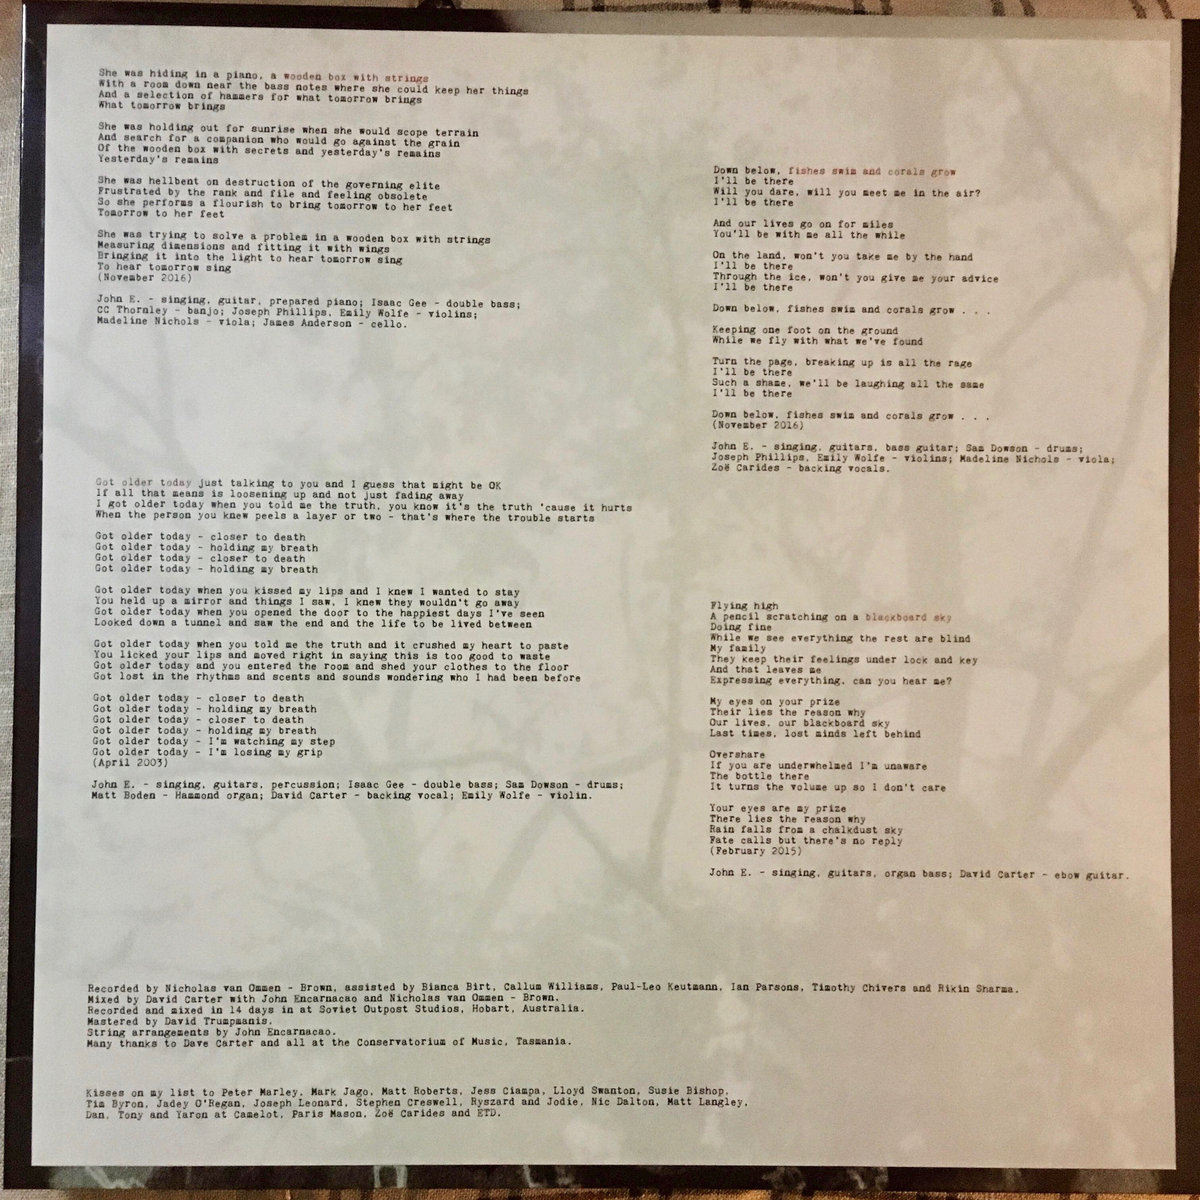 She was hiding in a piano, a wooden box with strings
With a room down near the bass notes where she could keep her things
And a selection of hammers for what tomorrow brings
What tomorrow brings
She was holding out for sunrise when she would scope terrain
And search for a companion who would go against the grain
Of the wooden box with secrets and yesterday's remains
Yesterday's remains
She was hellbent on destruction of the governing elite
Frustrated by the rank and file and feeling obsolete
So she performs a flourish to bring tomorrow to her feet
Tomorrow to her feet
She was trying to solve a problem in a wooden box with strings
Measuring dimensions and fitting it with wings
Bringing it into the light to hear tomorrow sing
To hear tomorrow sing
(November 2016)
John E. - singing, guitar, prepared piano; Isaac Gee - double bass;
CC Thornley - banjo; Joseph Phillips, Emily Wolfe - violins;
Madeline Nichols - viola; James Anderson - cello.
Got older today just talking to you and I guess that might be OK
If all that means is loosening up and not just fading away
I got older today when you told me the truth, you know it's the truth 'cause it hurts
When the person you knew peels a layer or two - that's where the trouble starts
Got older today - closer to death
Got older today - holding my breath
Got older today - closer to death
Got older today - holding my breath
Got older today when you kissed my lips and I knew I wanted to stay
You held up a mirror and things I saw, I knew they wouldn't go away
Got older today when you opened the door to the happiest days I've seen
Looked down a tunnel and saw the end and the life to be lived between
Got older today when you told me the truth and it crushed my heart to paste
You licked your lips and moved right in saying this is too good to waste
Got older today and you entered the room and shed your clothes to the floor
Got lost in the rhythms and scents and sounds wondering who I had been before
Got older today - closer to death
Got older today - holding my breath
Got older today - closer to death
Got older today - holding my breath
Got older today - I'm watching my step
Got older today - I'm losing my grip
(April 2003)
John E. - singing, guitars, percussion; Isaac Gee - double bass; Sam Dowson - drums;
Matt Boden - Hammond organ; David Carter - backing vocal; Emily Wolfe - violin.
Down below, fishes swim and corals grow
I'll be there
Will you dare, will you meet me in the air?
I'll be there
And our lives go on for miles
You'll be with me all the while
On the land, won't you take me by the hand
I'll be there
Through the ice, won't you give me your advice
I'll be there
Down below, fishes swim and corals grow . . .
Keeping one foot on the ground
While we fly with what we've found
Turn the page, breaking up is all the rage
I'll be there
Such a shame, we'll be laughing all the same
I'll be there
Down below, fishes swim and corals grow . . .
(November 2016)
John E. - singing, guitars, bass guitar; Sam Dowson - drums;
Joseph Phillips, Emily Wolfe - violins; Madeline Nichols - viola;
Zoë Carides - backing vocals.
Flying high
A pencil scratching on a blackboard sky
Doing fine
While we see everything the rest are blind
My family
They keep their feelings under lock and key
And that leaves me
Expressing everything, can you hear me?
My eyes on your prize
Their lies the reason why
Our lives, our blackboard sky
Last times, lost minds left behind
Overshare
If you are underwhelmed I'm unaware
The bottle there
It turns the volume up so I don't care
Your eyes are my prize
There lies the reason why
Rain falls from a chalkdust sky
Fate calls but there's no reply
(February 2015)
John E. - singing, guitars, organ bass; David Carter - ebow guitar.
Recorded by Nicholas van Ommen - Brown, assisted by Bianca Birt, Callum Williams, Paul-Leo Keutmann, Ian Parsons, Timothy Chivers and Rikin Sharma.
Mixed by David Carter with John Encarnacao and Nicholas van Ommen - Brown.
Recorded and mixed in 14 days in at Soviet Outpost Studios, Hobart, Australia.
Mastered by David Trumpmanis.
String arrangements by John Encarnacao.
Many thanks to Dave Carter and all at the Conservatorium of Music, Tasmania.
Kisses on my list to Peter Marley, Mark Jago, Matt Roberts, Jess Ciampa, Lloyd Swanton, Susie Bishop,
Tim Byron, Jadey O'Regan, Joseph Leonard, Stephen Creswell, Ryszard and Jodie, Nic Dalton, Matt Langley,
Dan, Tony and Yaron at Camelot, Paris Mason, Zoë Carides and ETD.